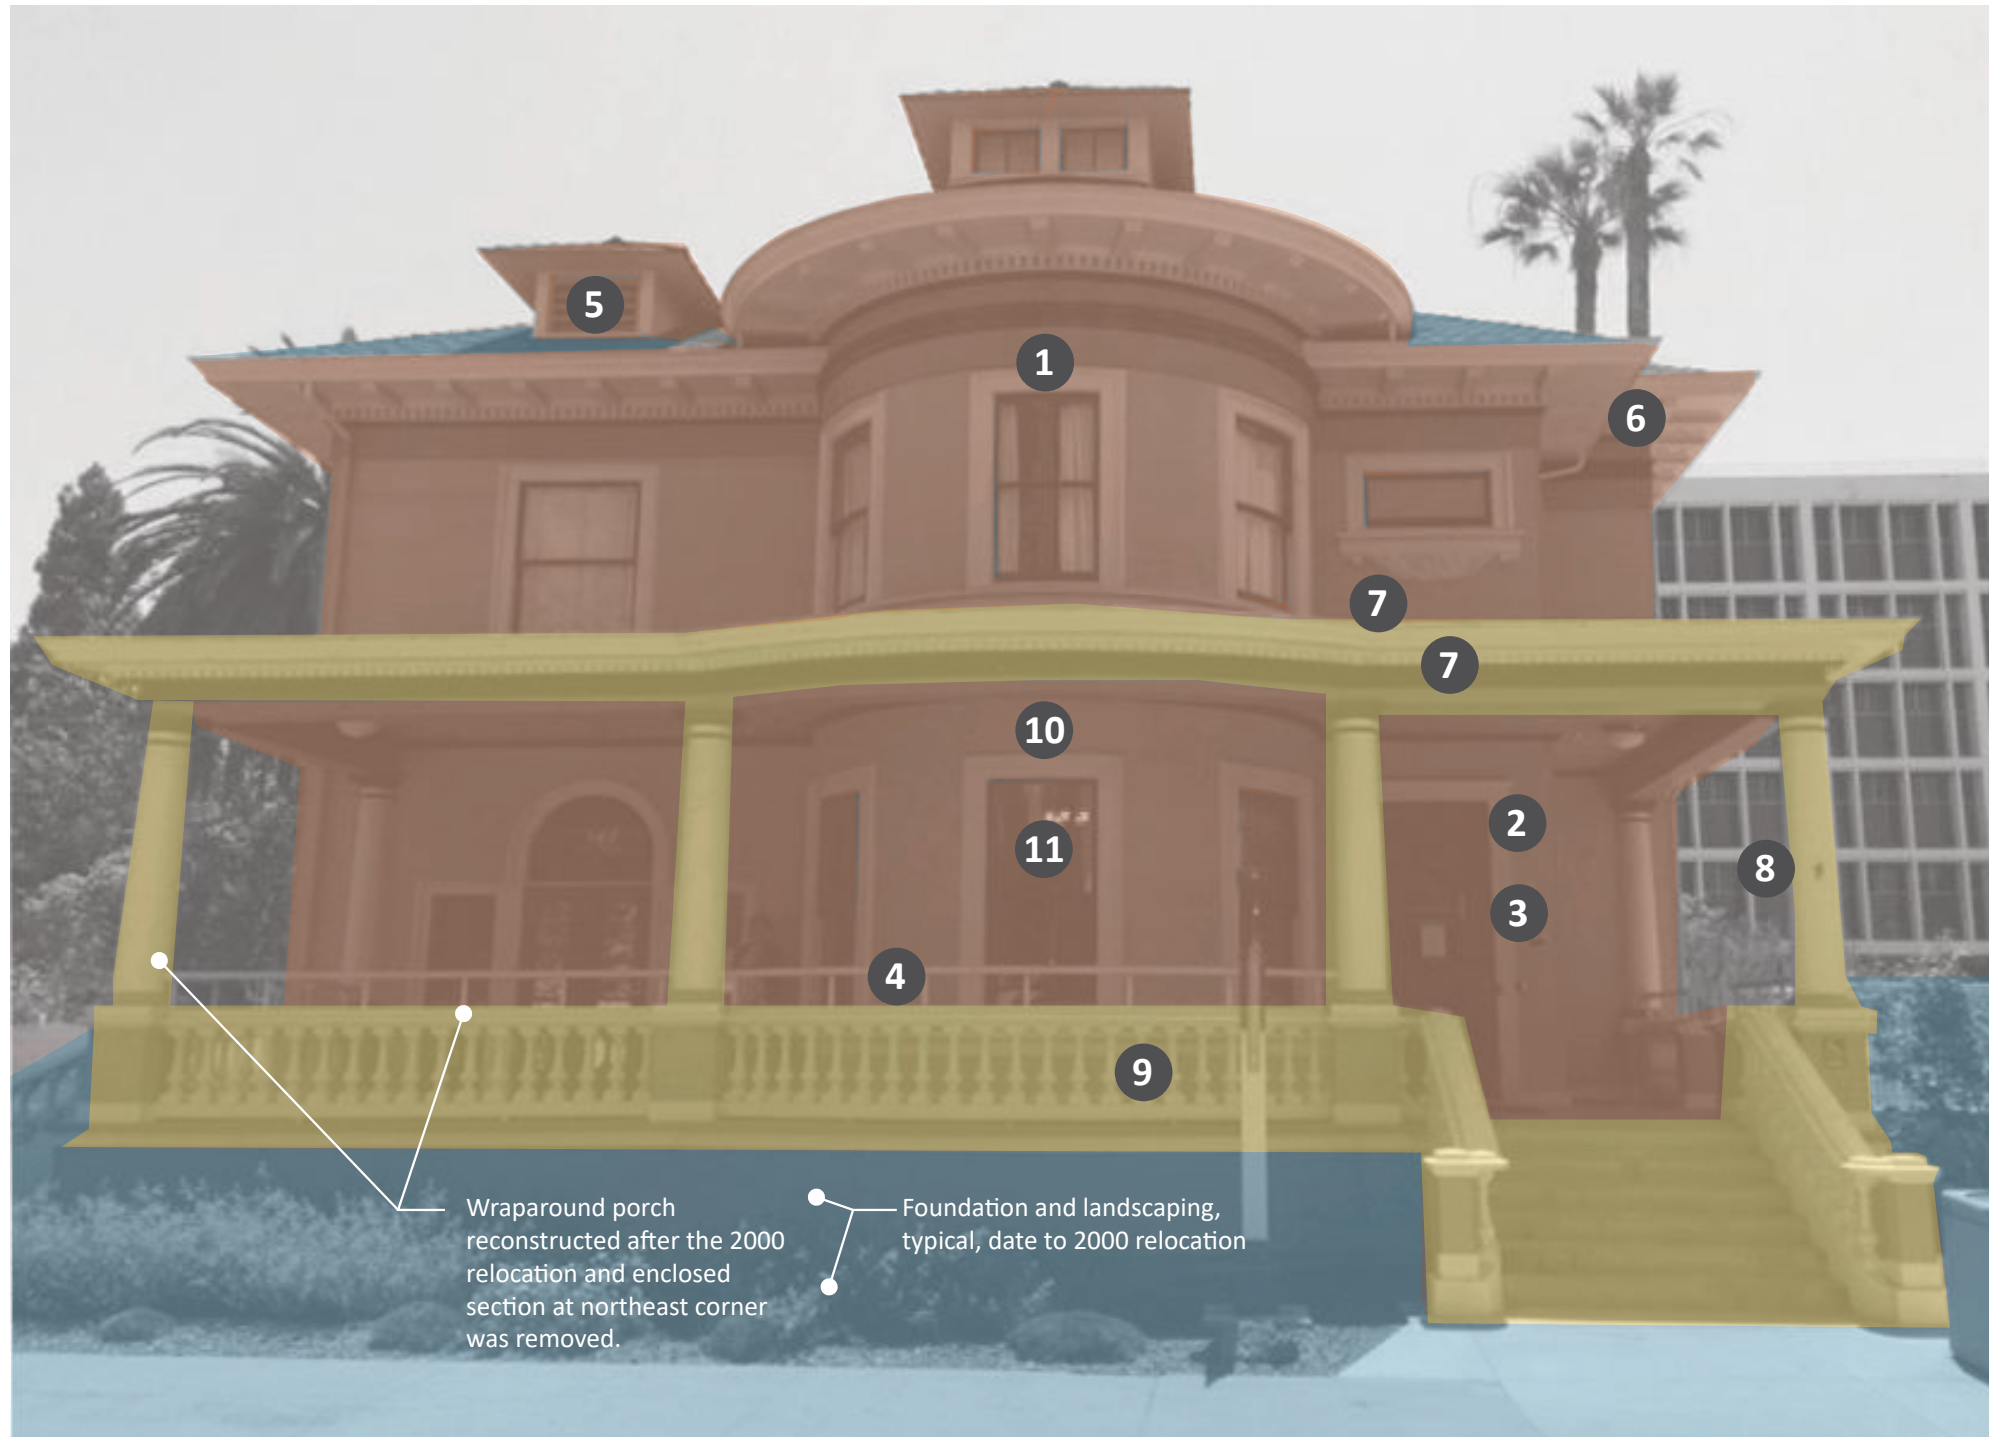 5
1
6
7
7
10
2
11
8
3
4
9
Wraparound porch
reconstructed after the 2000
relocation and enclosed
section at northeast corner
was removed.
Foundation and landscaping,
typical, date to 2000 relocation